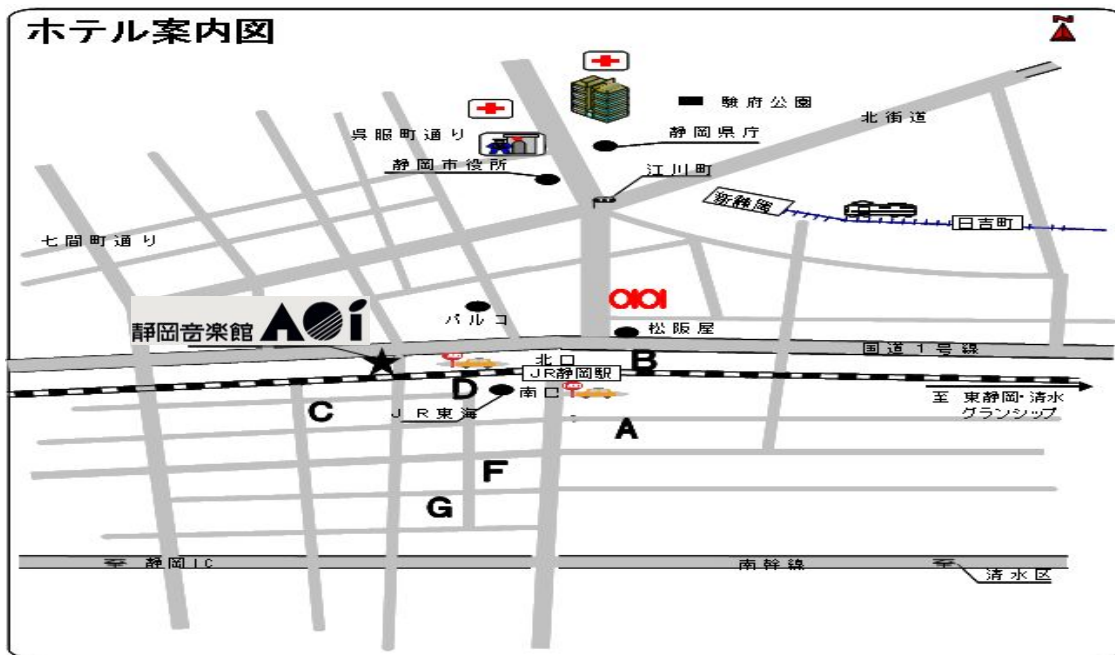 ホテル案内図
N
駿府公園
北街道
呉服町通り
静岡県庁
静岡市役所
江川町
新静岡
日吉町
七間町通り
静岡音楽館 AOi
パルコ
OIOI
松阪屋
国道1号線
北口
B
JR静岡駅
D
南口
C
JR東海
A
至 東静岡・清水
グランシップ
F
G
至 静岡IC
南幹線
至
清水区